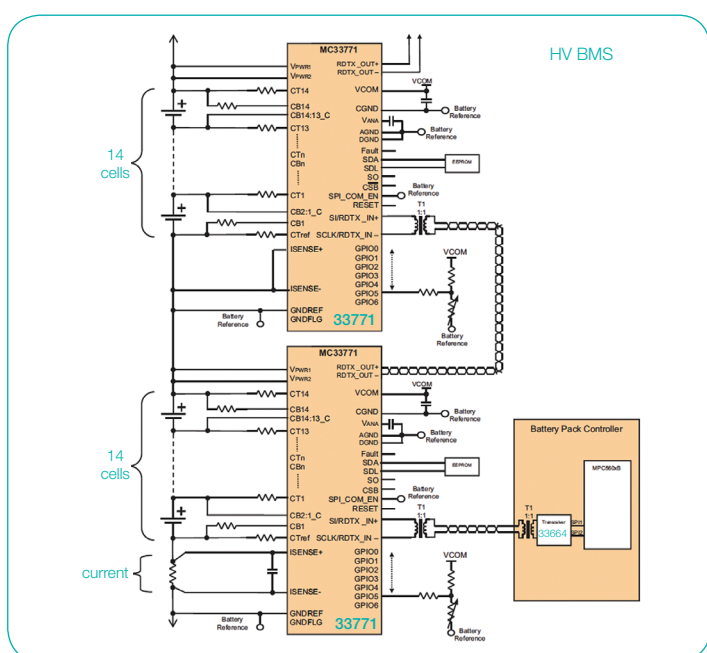 HV BMS
MC33771
VPWR1
VPWR2
CT14
CB14
CB14:13_C
CT13
CTn
CBn
CT1
CB2:1_C
CB1
CTref
ISENSE+
ISENSE-
GNDREF
GNDFLG
RDTX_OUT+
RDTX_OUT–
VCOM
CGND
VANA
AGND
DGND
Fault
SDA
SDL
SO
CSB
SPI_COM_EN
RESET
SI/RDTX_IN+
SCLK/RDTX_IN –
GPIO0
GPIO1
GPIO2
GPIO3
GPIO4
GPIO5
GPIO6
33771
14
cells
+
+
Battery
Reference
VCOM
Battery
Reference
Battery
Reference
EEPROM
Battery
Reference
T1
1:1
VCOM
Battery
Reference
MC33771
VPWR1
VPWR2
CT14
CB14
CB14:13_C
CT13
CTn
CBn
CT1
CB2:1_C
CB1
CTref
ISENSE+
ISENSE-
GNDREF
GNDFLG
RDTX_OUT+
RDTX_OUT–
VCOM
CGND
VANA
AGND
DGND
Fault
SDA
SDL
SO
CSB
SPI_COM_EN
RESET
SI/RDTX_IN+
SCLK/RDTX_IN –
GPIO0
GPIO1
GPIO2
GPIO3
GPIO4
GPIO5
GPIO6
33771
14
cells
+
+
current
Battery
Reference
VCOM
Battery
Reference
Battery
Reference
EEPROM
Battery
Reference
T1
1:1
VCOM
Battery
Reference
Battery Pack Controller
T1
1:1
33664
SPI1
SPI2